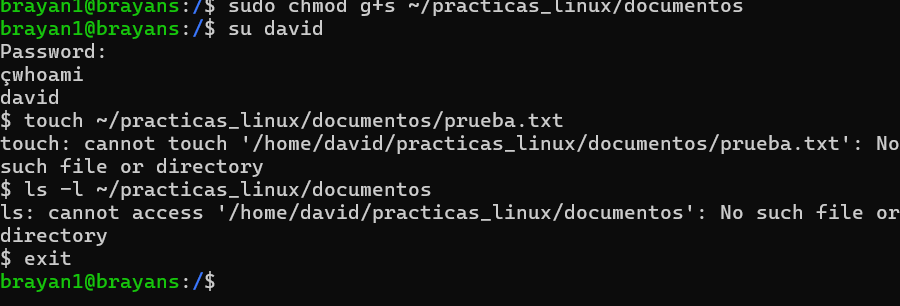 brayan1@brayans:/$ sudo chmod g+s ~/practicas_linux/documentos
brayan1@brayans:/$ su david
Password:
çwhoami
david
$ touch ~/practicas_linux/documentos/prueba.txt
touch: cannot touch '/home/david/practicas_linux/documentos/prueba.txt': No
such file or directory
$ ls -l ~/practicas_linux/documentos
ls: cannot access '/home/david/practicas_linux/documentos': No such file or
directory
$ exit
brayan1@brayans:/$